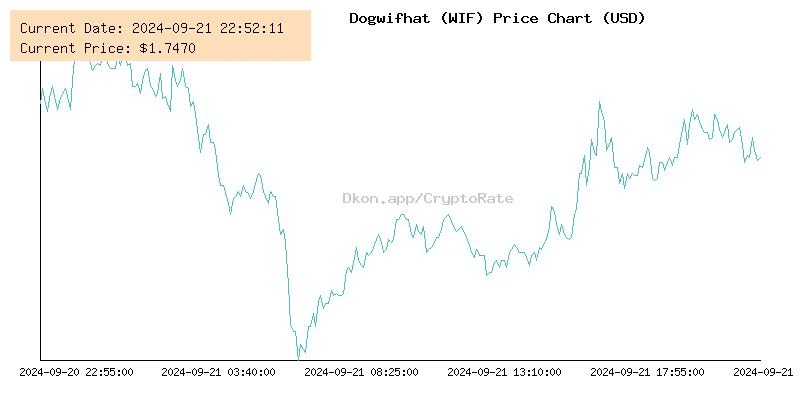 Dogwifhat (WIF) Price Chart (USD)
Current Date: 2024-09-21 22:52:11
Current Price: $1.7470
Dkon.app/CryptoRate
2024-09-20 22:55:00
2024-09-21 03:40:00
2024-09-21 08:25:00
2024-09-21 13:10:00
2024-09-21 17:55:00
2024-09-21